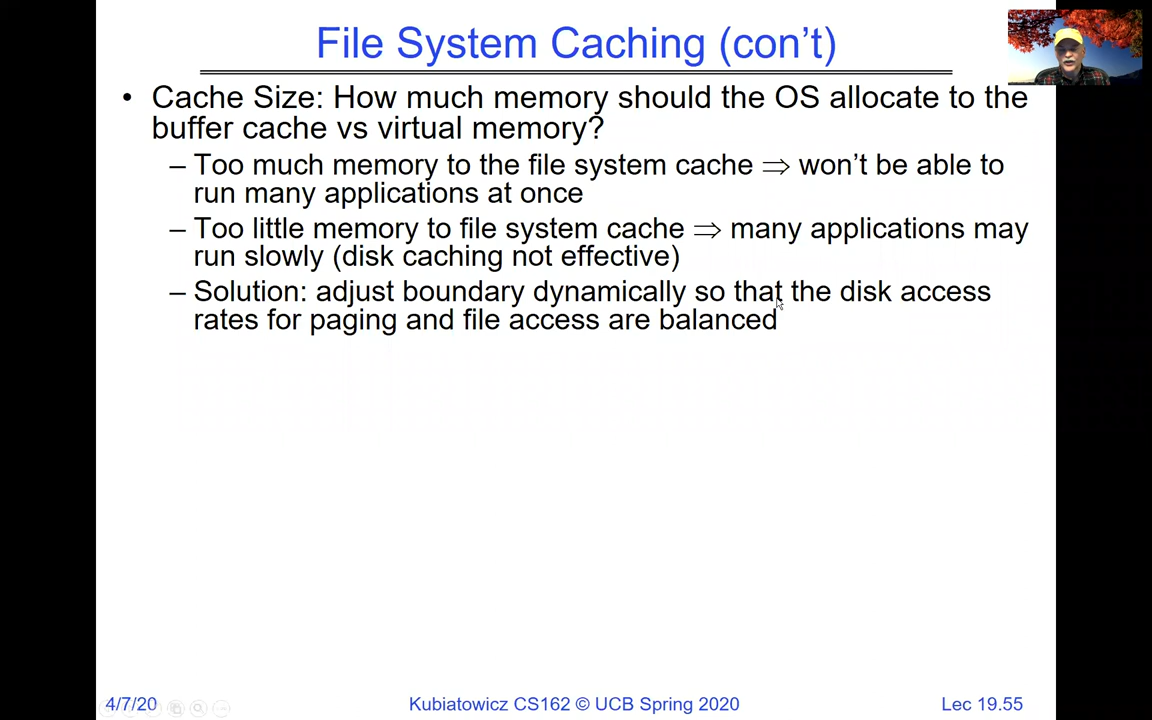 File System Caching (con’t)
• Cache Size: How much memory should the OS allocate to the
buffer cache vs virtual memory?
– Too much memory to the file system cache ⇒ won’t be able to
run many applications at once
– Too little memory to file system cache ⇒ many applications may
run slowly (disk caching not effective)
– Solution: adjust boundary dynamically so that the disk access
rates for paging and file access are balanced
4/7/20
Kubiatowicz CS162 © UCB Spring 2020
Lec 19.55